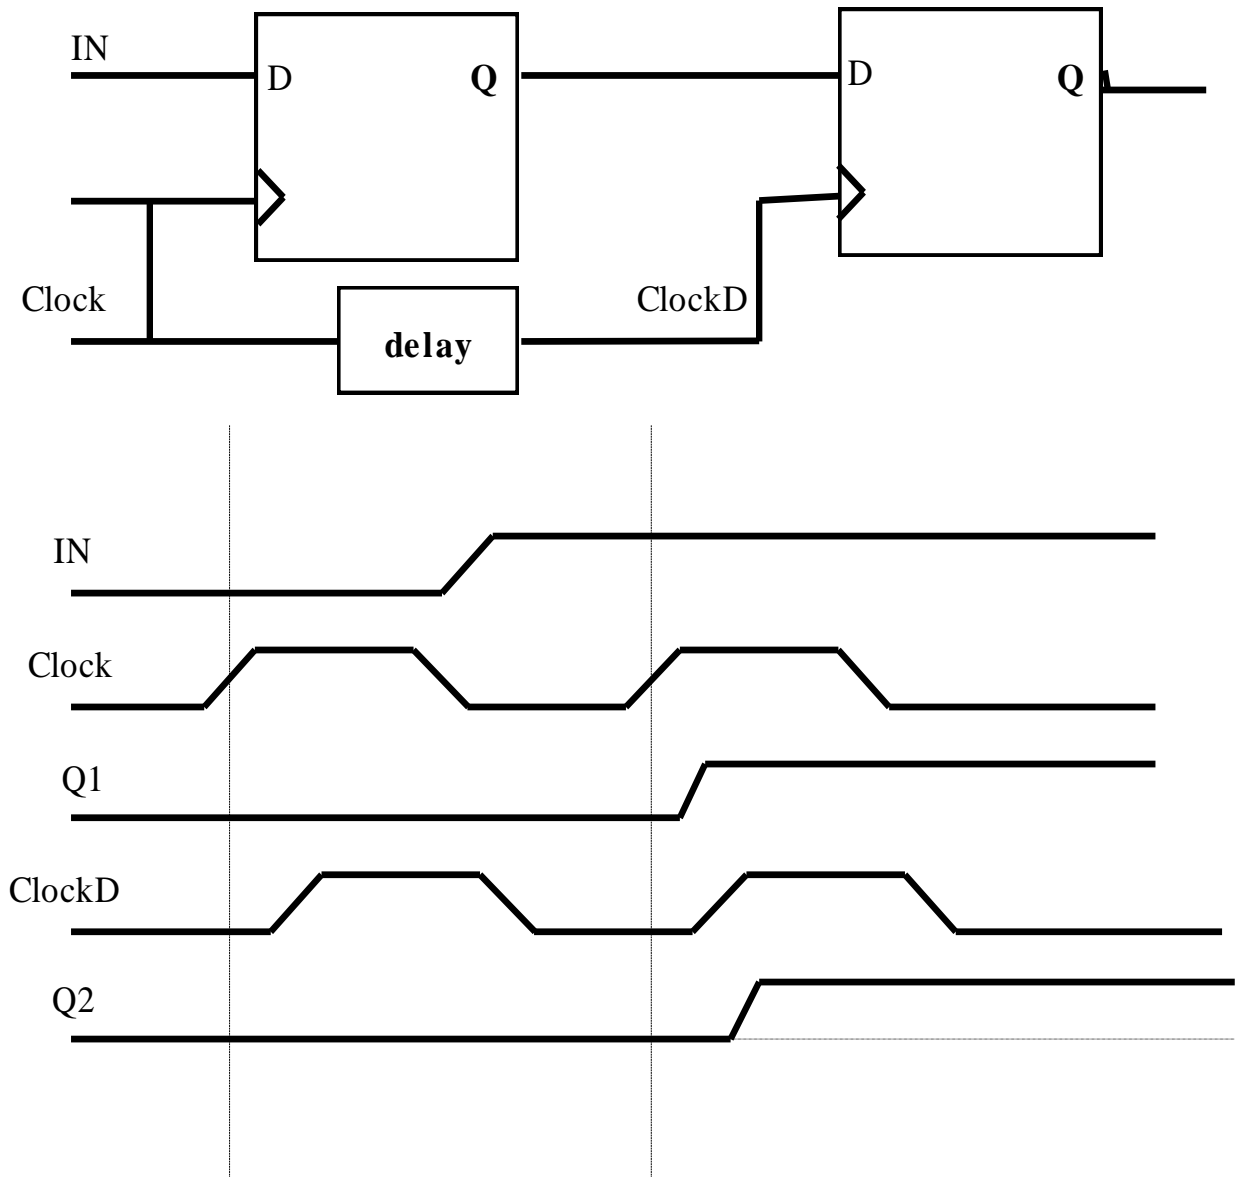 IN
D Q D Q
Clock ClockD
delay
IN
Clock
Q1
ClockD
Q2